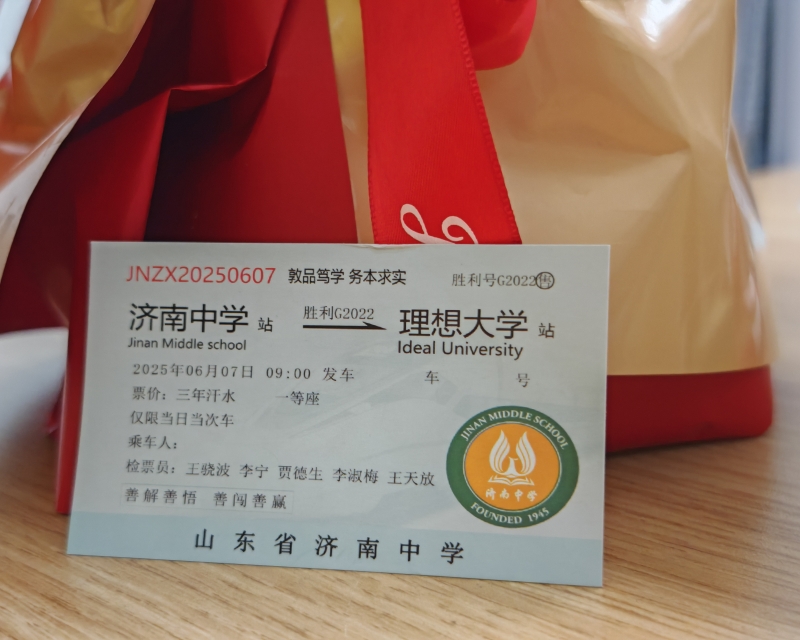 JNZX20250607 敦品笃学 务本求实 胜利号G2022
济南中学 站 胜利G2022 理想大学 站
Jinan Middle school Ideal University
2025年06月07日 09:00 发车 车 号
票价：三年汗水 一等座
仅限当日当次车
乘车人：
检票员：王骁波 李宁 贾德生 李淑梅 王天放
善解善悟 善闯善赢
JINAN MIDDLE SCHOOL
济南中学
FOUNDED 1945
山东省济南中学